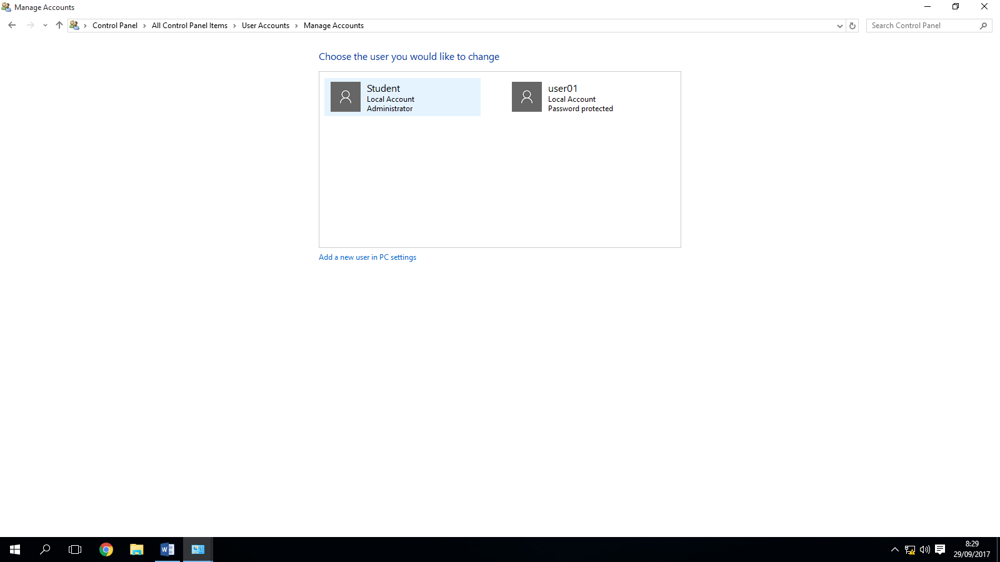 Manage Accounts
Control Panel > All Control Panel Items > User Accounts > Manage Accounts
Search Control Panel
Choose the user you would like to change
Student
Local Account
Administrator
user01
Local Account
Password protected
Add a new user in PC settings
8:29
29/09/2017